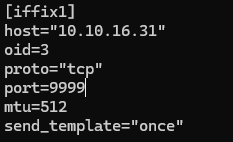 [iffix1]
host="10.10.16.31"
oid=3
proto="tcp"
port=9999
mtu=512
send_template="once"